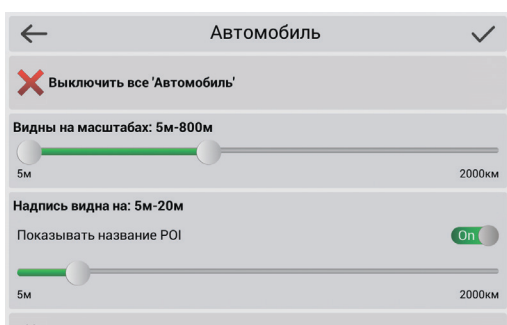 Автомобиль
Выключить все 'Автомобиль'
Видны на масштабах: 5м-800м
5м 2000км
Надпись видна на: 5м-20м
Показывать название POI On
5м 2000км